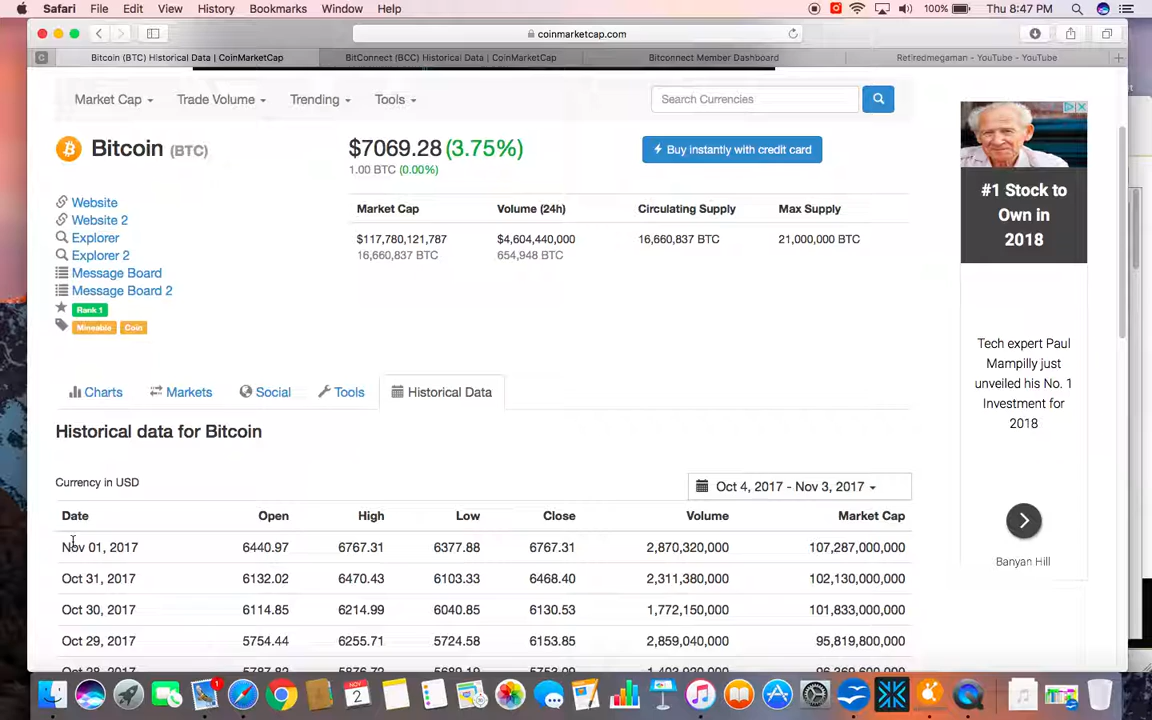 Safari File Edit View History Bookmarks Window Help 100% Thu 8:47 PM
coinmarketcap.com
Bitcoin (BTC) Historical Data | CoinMarketCap BitConnect (BCC) Historical Data | CoinMarketCap Bitconnect Member Dashboard Retiredmegaman - YouTube - YouTube
Market Cap Trade Volume Trending Tools Search Currencies
Bitcoin (BTC) $7069.28 (3.75%) Buy instantly with credit card
1.00 BTC (0.00%)
Website
Website 2
Explorer
Explorer 2
Message Board
Message Board 2
Rank 1
Mineable Coin
Market Cap Volume (24h) Circulating Supply Max Supply
$117,780,121,787 $4,604,440,000 16,660,837 BTC 21,000,000 BTC
16,660,837 BTC 654,948 BTC
#1 Stock to
Own in
2018
Tech expert Paul
Mampilly just
unveiled his No. 1
Investment for
2018
Banyan Hill
Charts Markets Social Tools Historical Data
Historical data for Bitcoin
Currency in USD Oct 4, 2017 - Nov 3, 2017
Date Open High Low Close Volume Market Cap
Nov 01, 2017 6440.97 6767.31 6377.88 6767.31 2,870,320,000 107,287,000,000
Oct 31, 2017 6132.02 6470.43 6103.33 6468.40 2,311,380,000 102,130,000,000
Oct 30, 2017 6114.85 6214.99 6040.85 6130.53 1,772,150,000 101,833,000,000
Oct 29, 2017 5754.44 6255.71 5724.58 6153.85 2,859,040,000 95,819,800,000
NOV
2
1